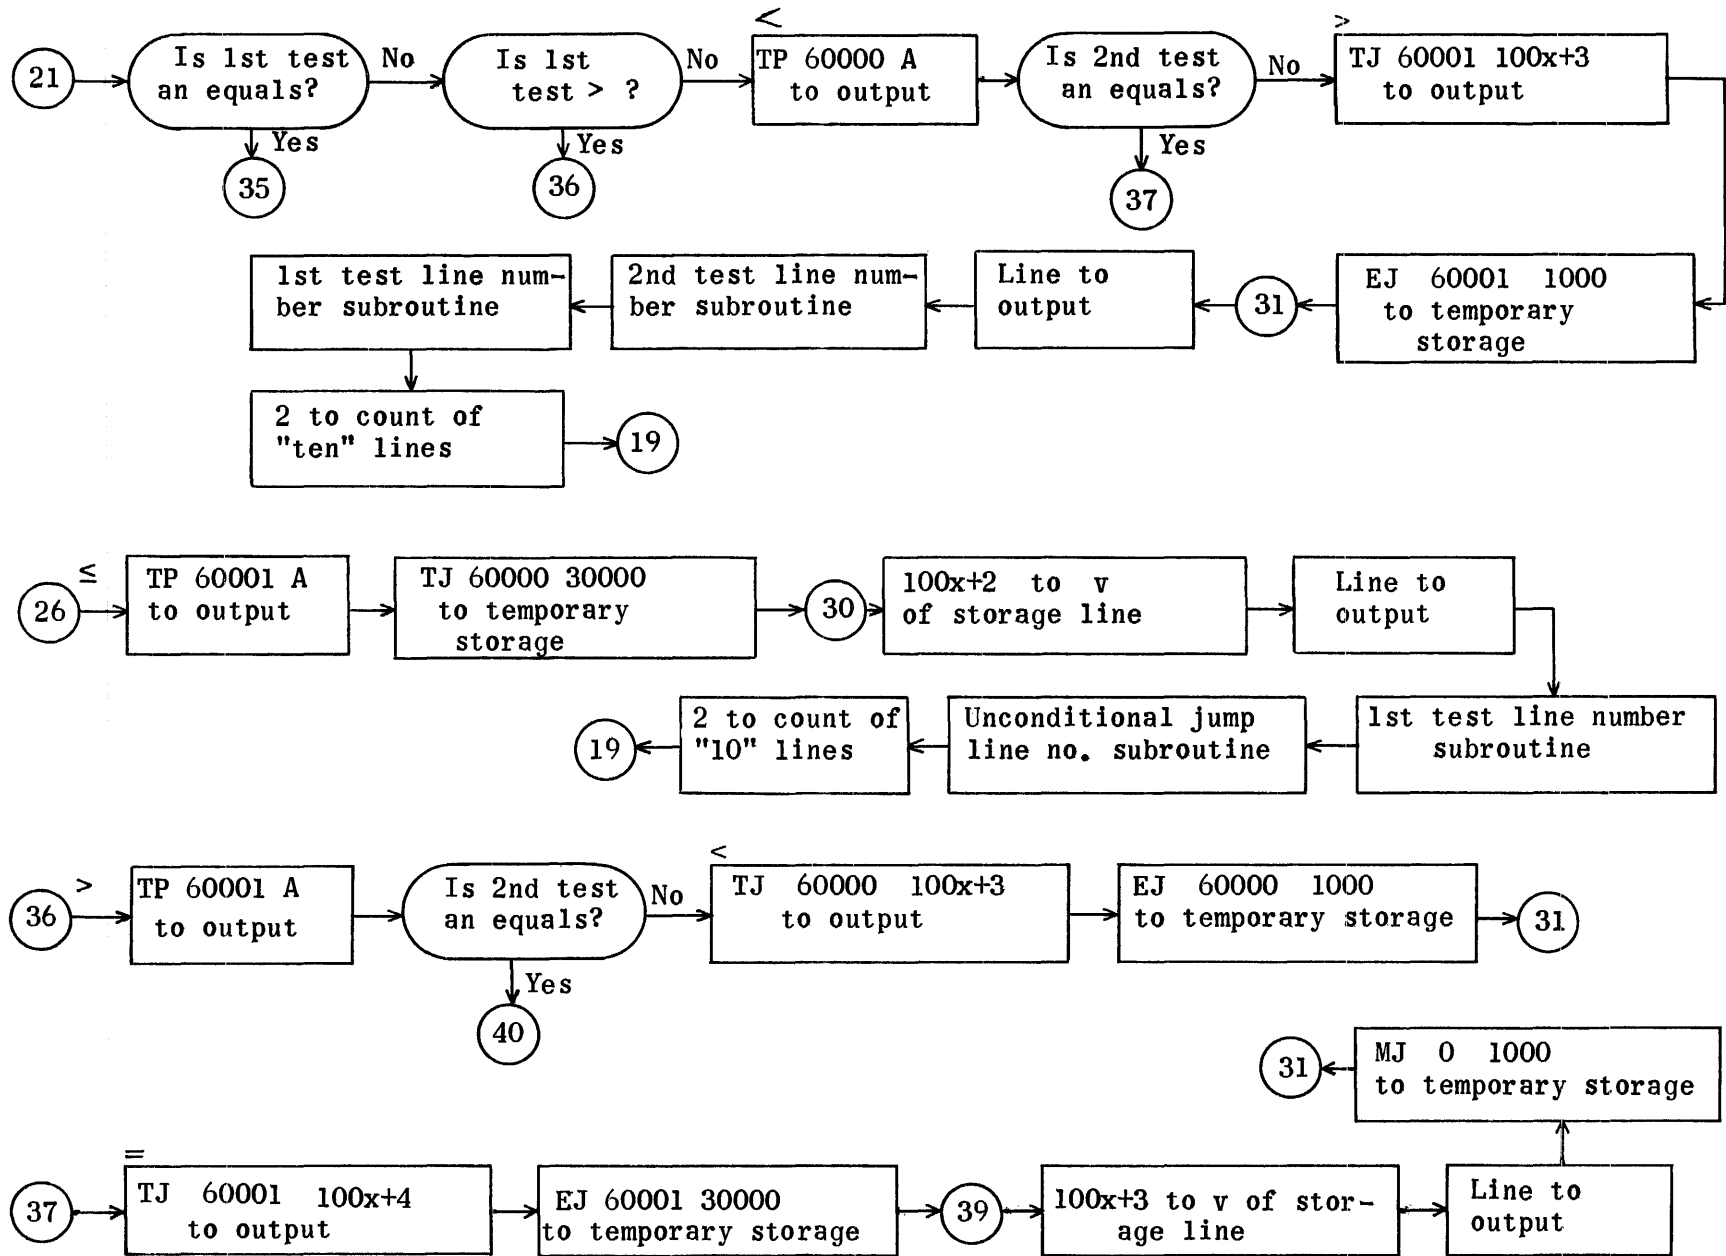 21
Is 1st test
an equals?
No
Yes
35
Is 1st
test > ?
No
Yes
36
<
TP 60000 A
to output
Is 2nd test
an equals?
No
Yes
37
>
TJ 60001 100x+3
to output
EJ 60001 1000
to temporary
storage
31
Line to
output
2nd test line num-
ber subroutine
1st test line num-
ber subroutine
2 to count of
"ten" lines
19
26
≤
TP 60001 A
to output
TJ 60000 30000
to temporary
storage
30
100x+2 to v
of storage line
Line to
output
1st test line number
subroutine
Unconditional jump
line no. subroutine
2 to count of
"10" lines
19
36
>
TP 60001 A
to output
Is 2nd test
an equals?
No
Yes
40
<
TJ 60000 100x+3
to output
EJ 60000 1000
to temporary storage
31
37
=
TJ 60001 100x+4
to output
EJ 60001 30000
to temporary storage
39
100x+3 to v of stor-
age line
Line to
output
MJ 0 1000
to temporary storage
31